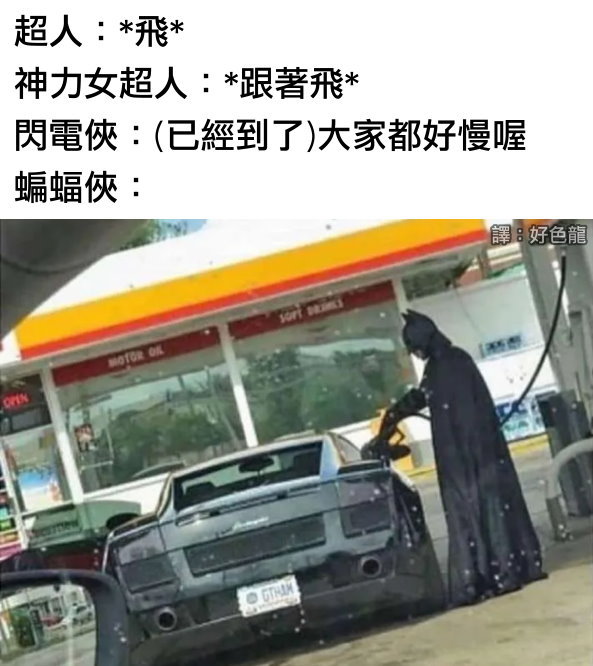 超人：*飛*
神力女超人：*跟著飛*
閃電俠：(已經到了)大家都好慢喔
蝙蝠俠：
譯：好色龍
SOFT DRINKS
MOTOR OIL
OPEN
GTHAM